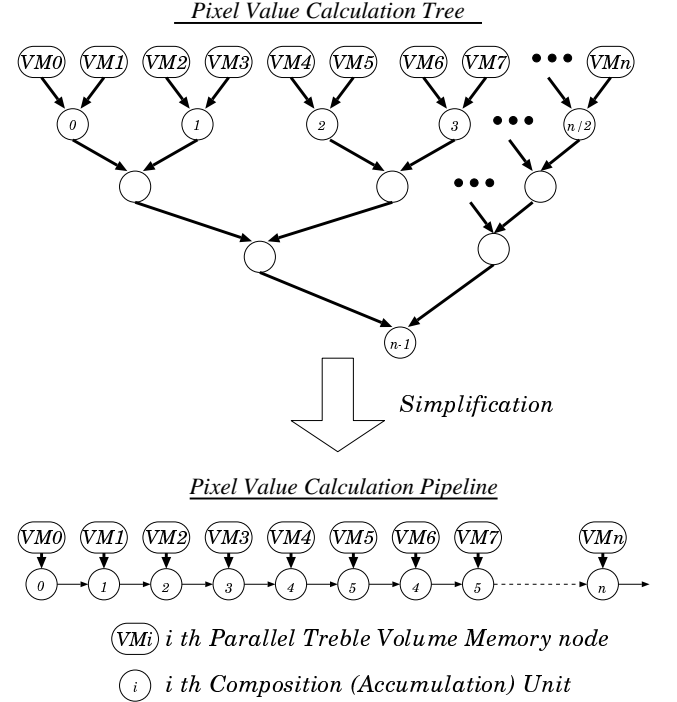 Pixel Value Calculation Tree
VM0 VM1 VM2 VM3 VM4 VM5 VM6 VM7 ••• VMn
0 1 2 3 ••• n/2
•••
n-1
Simplification
Pixel Value Calculation Pipeline
VM0 VM1 VM2 VM3 VM4 VM5 VM6 VM7 VMn
0 1 2 3 4 5 4 5 n
VMi i th Parallel Treble Volume Memory node
i i th Composition (Accumulation) Unit